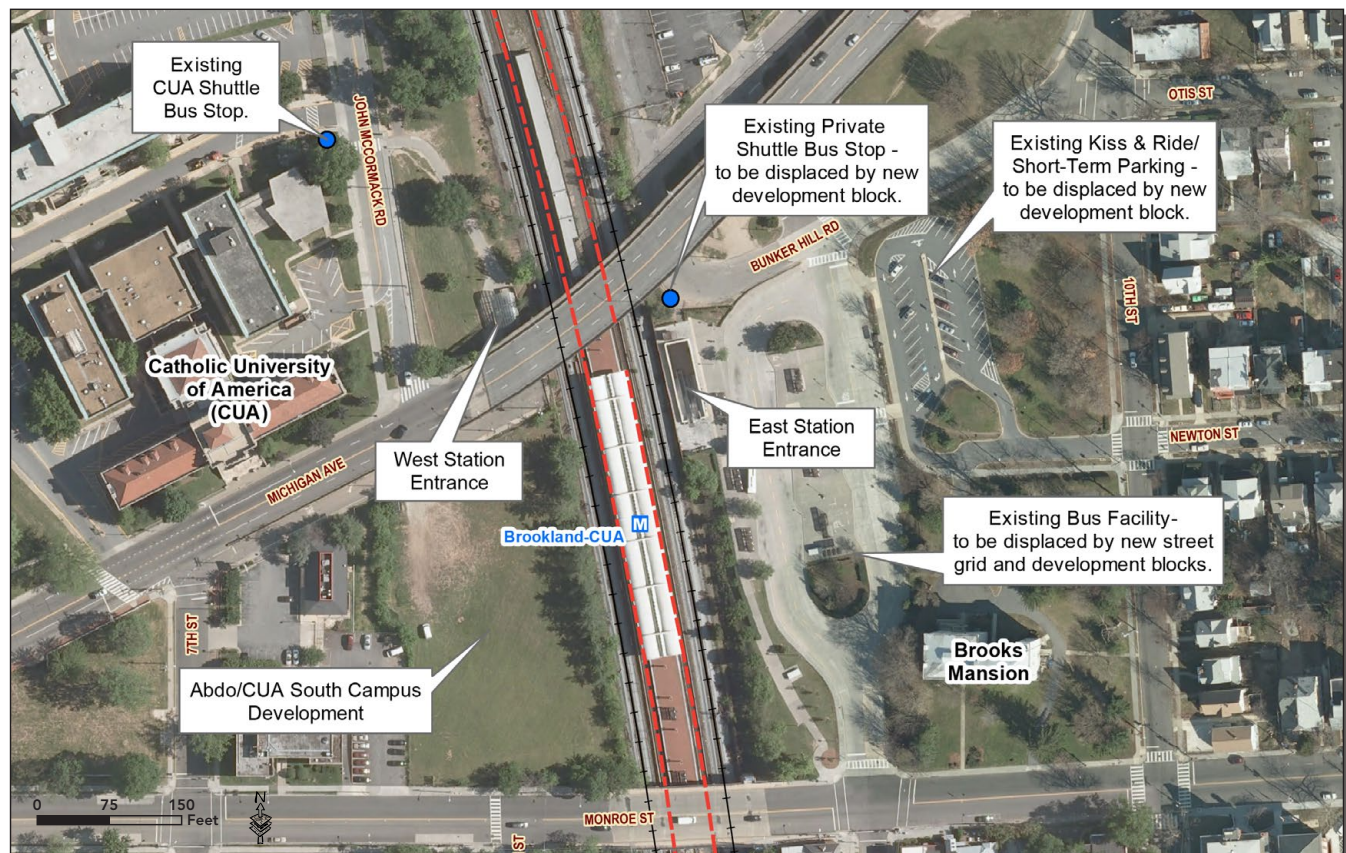 Existing
CUA Shuttle
Bus Stop.
JOHN MCCORMACK RD
Existing Private
Shuttle Bus Stop -
to be displaced by new
development block.
OTIS ST
Existing Kiss & Ride/
Short-Term Parking -
to be displaced by new
development block.
BUNKER HILL RD
10TH ST
Catholic University
of America
(CUA)
West Station
Entrance
East Station
Entrance
NEWTON ST
MICHIGAN AVE
M
Brookland-CUA
Existing Bus Facility-
to be displaced by new street
grid and development blocks.
7TH ST
Brooks
Mansion
Abdo/CUA South Campus
Development
0 75 150
Feet
N
MONROE ST
ST